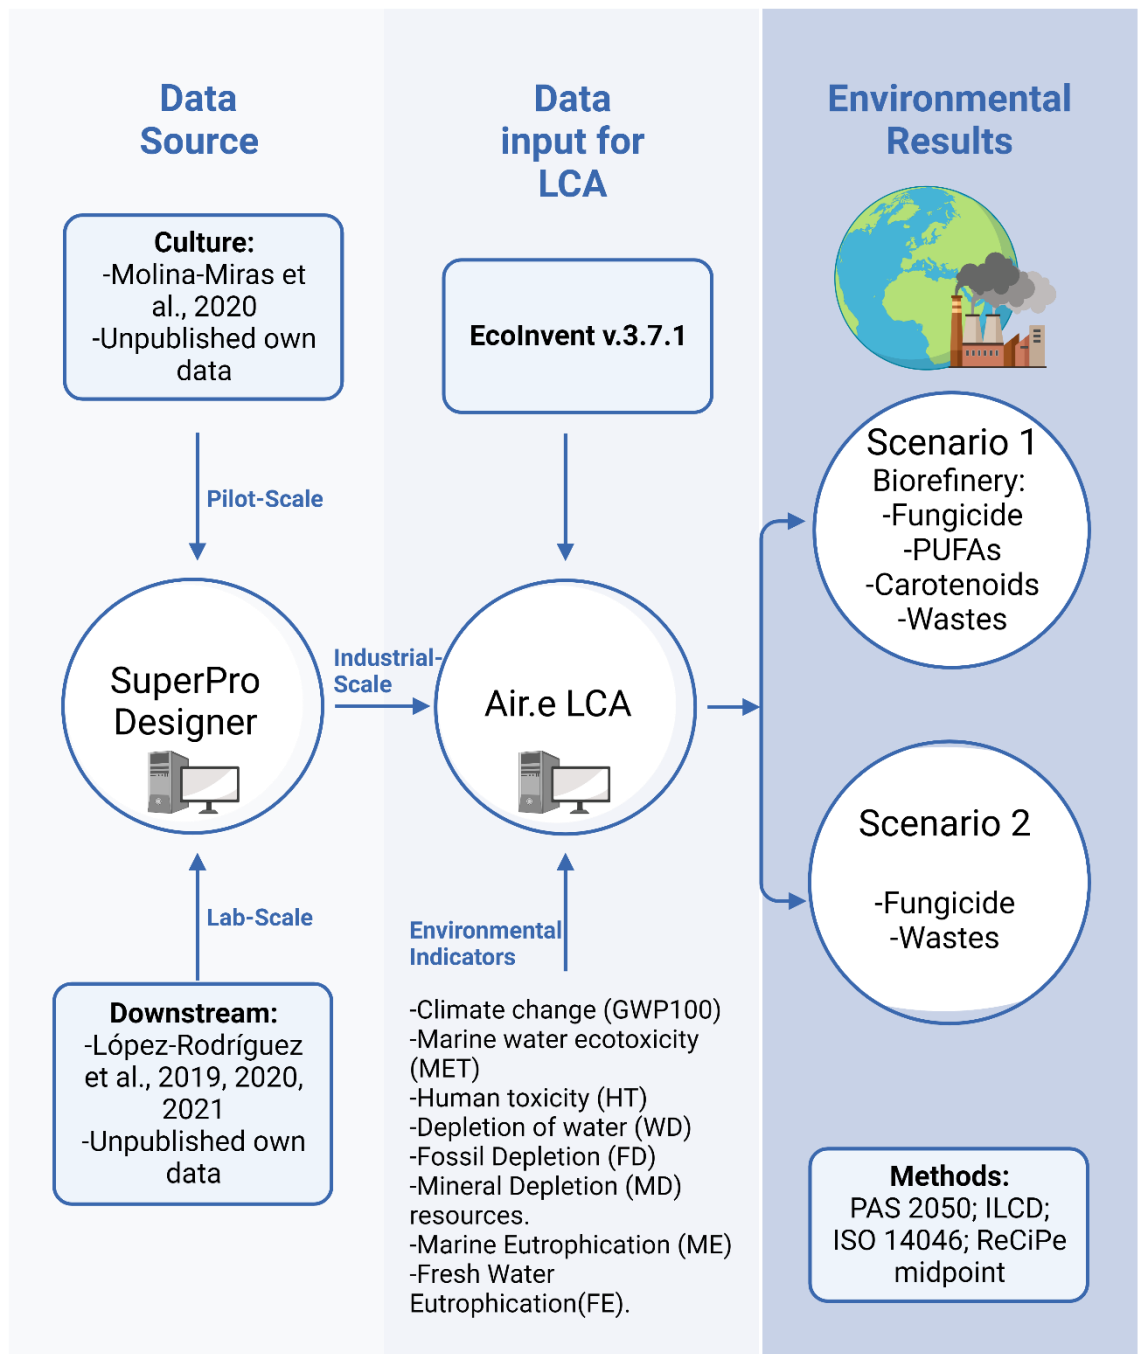 Data
Source
Culture:
-Molina-Miras et
al., 2020
-Unpublished own
data
Pilot-Scale
SuperPro
Designer
Industrial-
Scale
Lab-Scale
Downstream:
-López-Rodríguez
et al., 2019, 2020,
2021
-Unpublished own
data
Data
input for
LCA
EcoInvent v.3.7.1
Air.e LCA
Environmental
Indicators
-Climate change (GWP100)
-Marine water ecotoxicity
(MET)
-Human toxicity (HT)
-Depletion of water (WD)
-Fossil Depletion (FD)
-Mineral Depletion (MD)
resources.
-Marine Eutrophication (ME)
-Fresh Water
Eutrophication(FE).
Environmental
Results
Scenario 1
Biorefinery:
-Fungicide
-PUFAs
-Carotenoids
-Wastes
Scenario 2
-Fungicide
-Wastes
Methods:
PAS 2050; ILCD;
ISO 14046; ReCiPe
midpoint